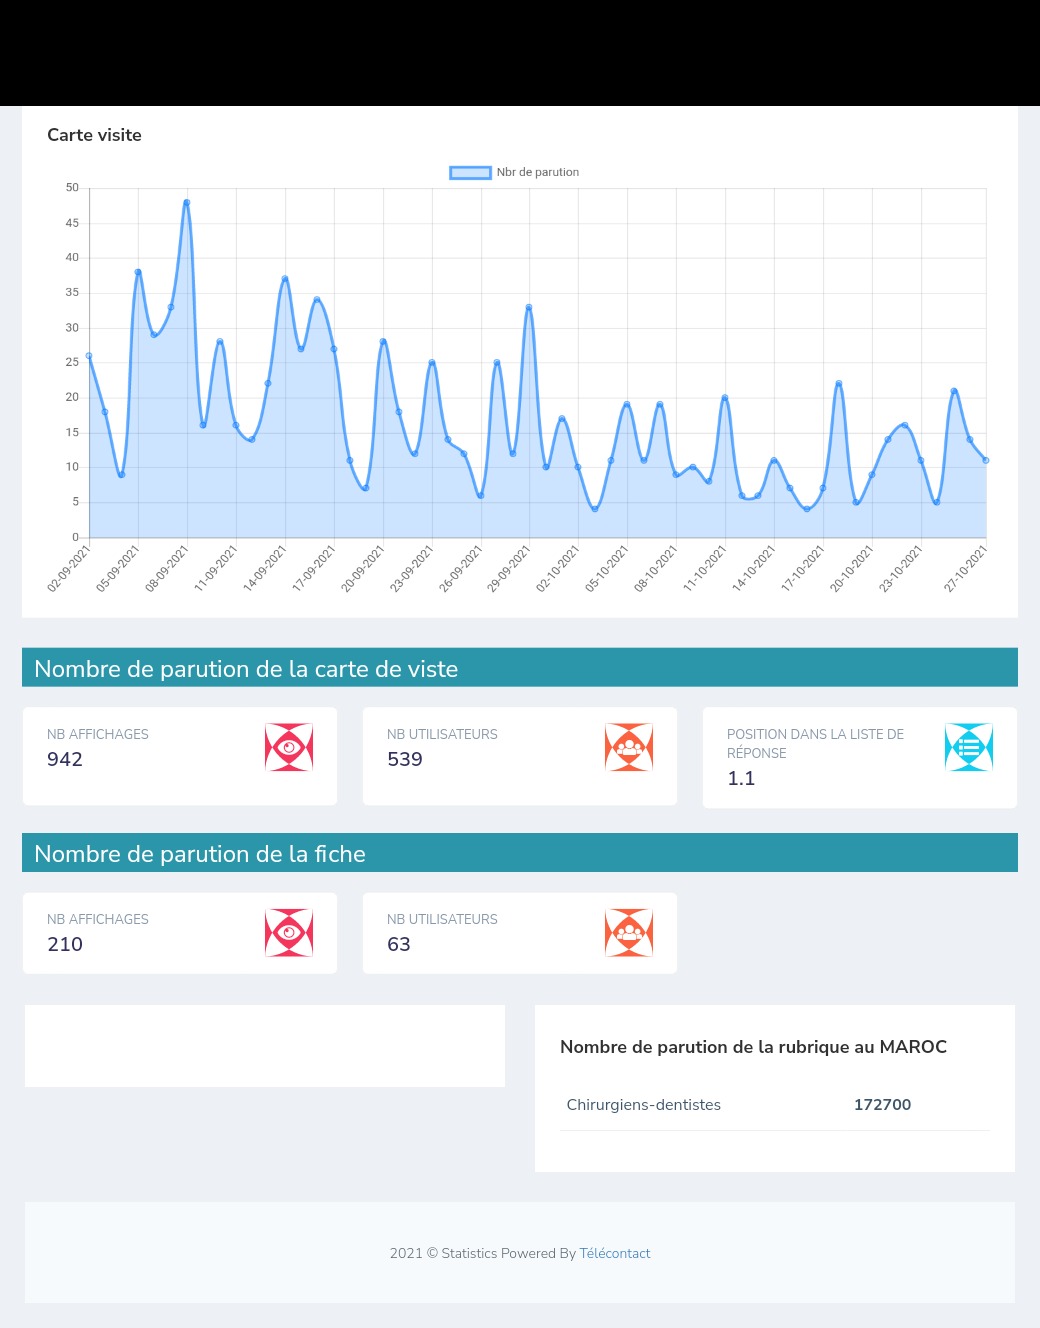 Carte visite
Nbr de parution
50
45
40
35
30
25
20
15
10
5
0
02-09-2021
05-09-2021
08-09-2021
11-09-2021
14-09-2021
17-09-2021
20-09-2021
23-09-2021
26-09-2021
29-09-2021
02-10-2021
05-10-2021
08-10-2021
11-10-2021
14-10-2021
17-10-2021
20-10-2021
23-10-2021
27-10-2021
Nombre de parution de la carte de viste
NB AFFICHAGES
942
NB UTILISATEURS
539
POSITION DANS LA LISTE DE
RÉPONSE
1.1
Nombre de parution de la fiche
NB AFFICHAGES
210
NB UTILISATEURS
63
Nombre de parution de la rubrique au MAROC
Chirurgiens-dentistes 172700
2021 © Statistics Powered By Télécontact